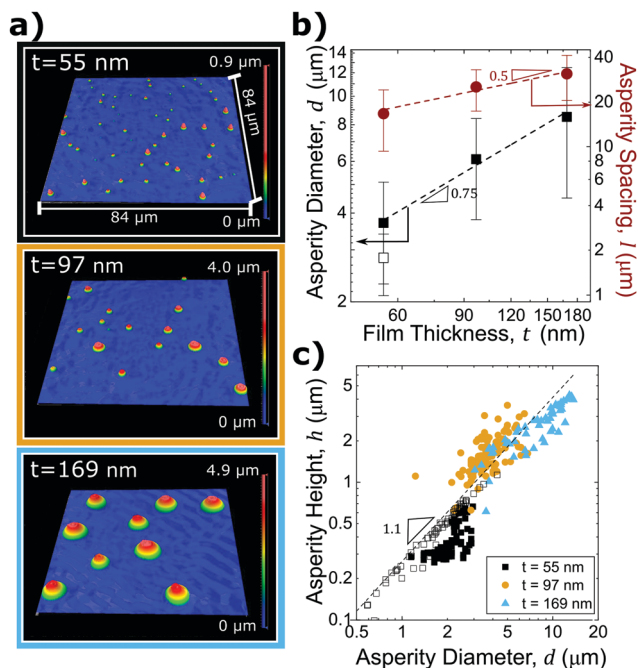 a)
t=55 nm
0.9 μm
84 μm
84 μm
0 μm
t=97 nm
4.0 μm
0 μm
t=169 nm
4.9 μm
0 μm
b)
Asperity Diameter, d (μm)
14
12
10
8
6
4
2
0.5
0.75
40
20
10
8
6
4
2
1
Asperity Spacing, l (μm)
60
90
120
150
180
Film Thickness, t (nm)
c)
Asperity Height, h (μm)
5
2
1
0.5
0.2
0.1
1.1
t = 55 nm
t = 97 nm
t = 169 nm
0.5
1
2
5
10
20
Asperity Diameter, d (μm)